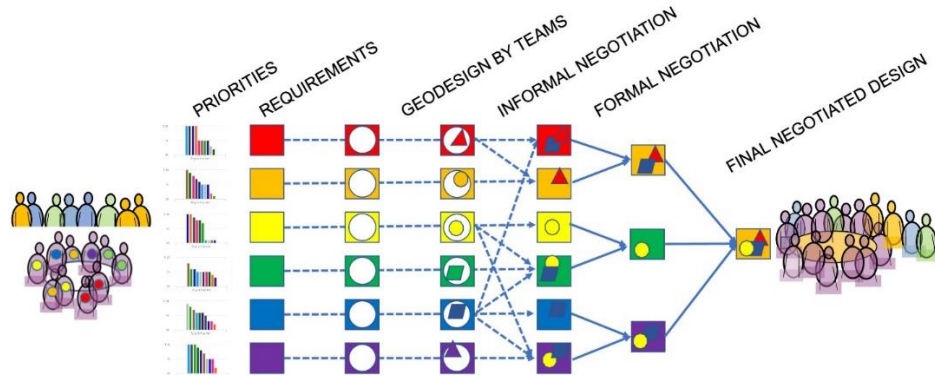 PRIORITIES
REQUIREMENTS
GEODESIGN BY TEAMS
INFORMAL NEGOTIATION
FORMAL NEGOTIATION
FINAL NEGOTIATED DESIGN